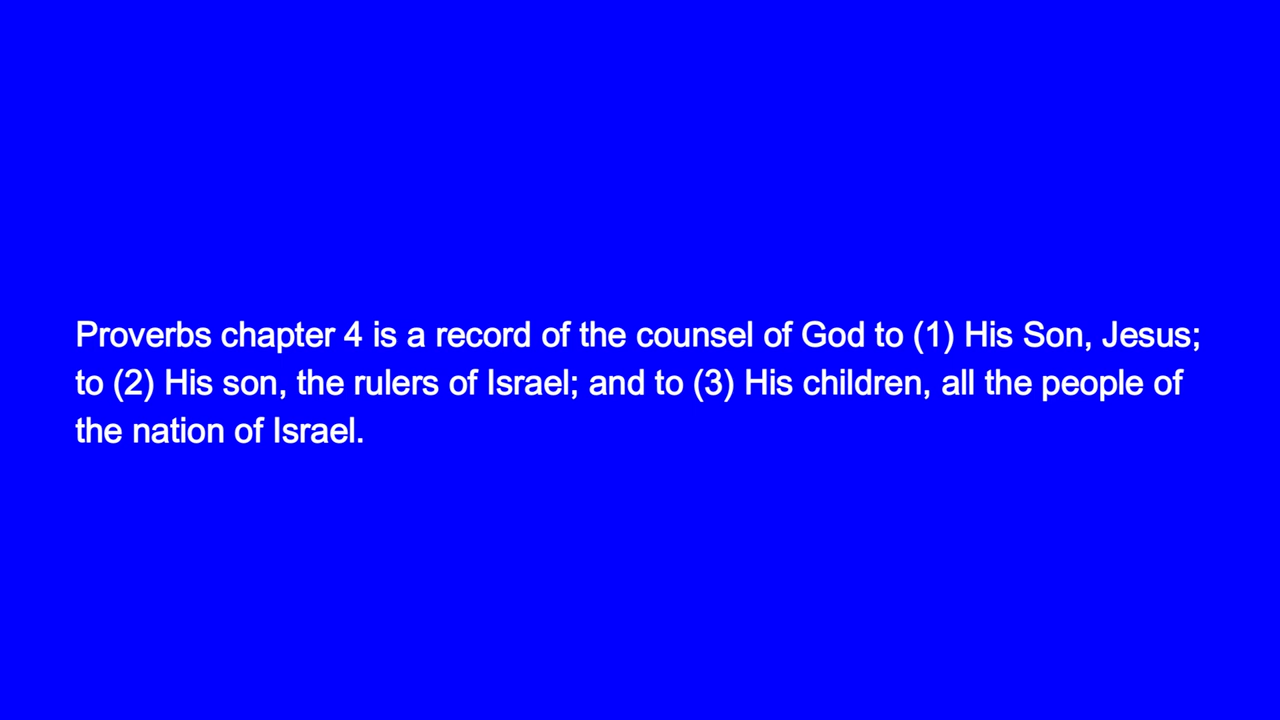 Proverbs chapter 4 is a record of the counsel of God to (1) His Son, Jesus;
to (2) His son, the rulers of Israel; and to (3) His children, all the people of
the nation of Israel.